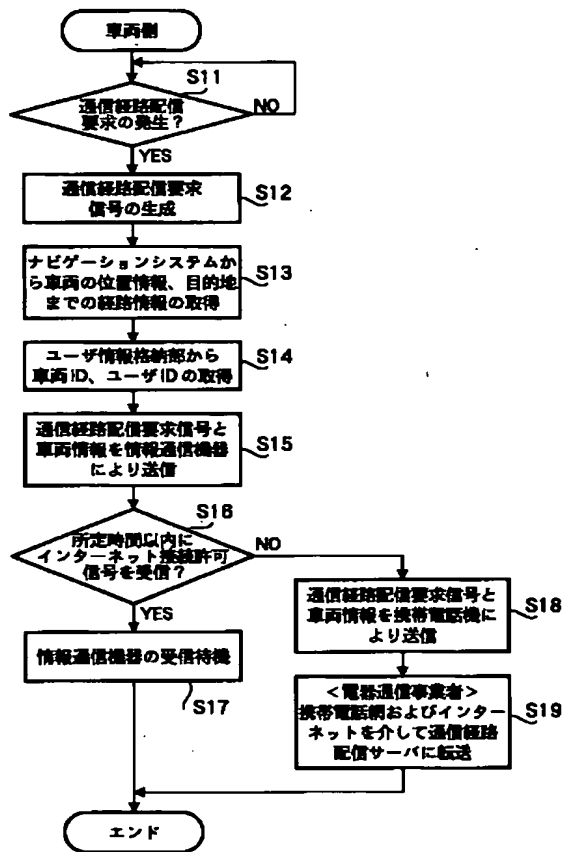 車両側
S11
通信経路配信
要求の発生?
NO
YES
通信経路配信要求
信号の生成
S12
ナビゲーションシステムか
ら車両の位置情報、目的地
までの経路情報の取得
S13
ユーザ情報格納部から
車両ID、ユーザIDの取得
S14
通信経路配信要求信号と
車両情報を情報通信機器
により送信
S15
S16
所定時間以内に
インターネット接続許可
信号を受信?
NO
YES
通信経路配信要求信号と
車両情報を携帯電話機に
より送信
S18
情報通信機器の受信待機
S17
<電器通信事業者>
携帯電話網およびインター
ネットを介して通信経路
配信サーバに転送
S19
エンド